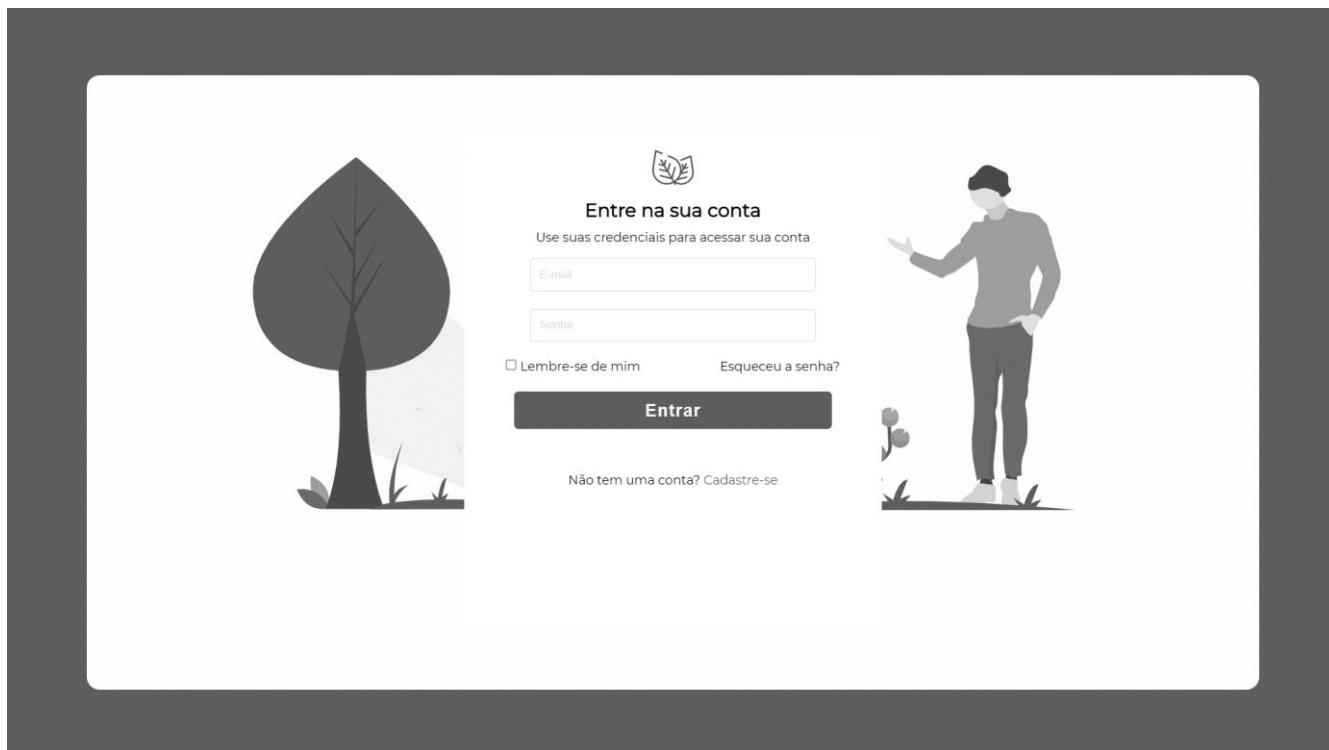 Entre na sua conta
Use suas credenciais para acessar sua conta
E-mail
Senha
Lembre-se de mim Esqueceu a senha?
Entrar
Não tem uma conta? Cadastre-se